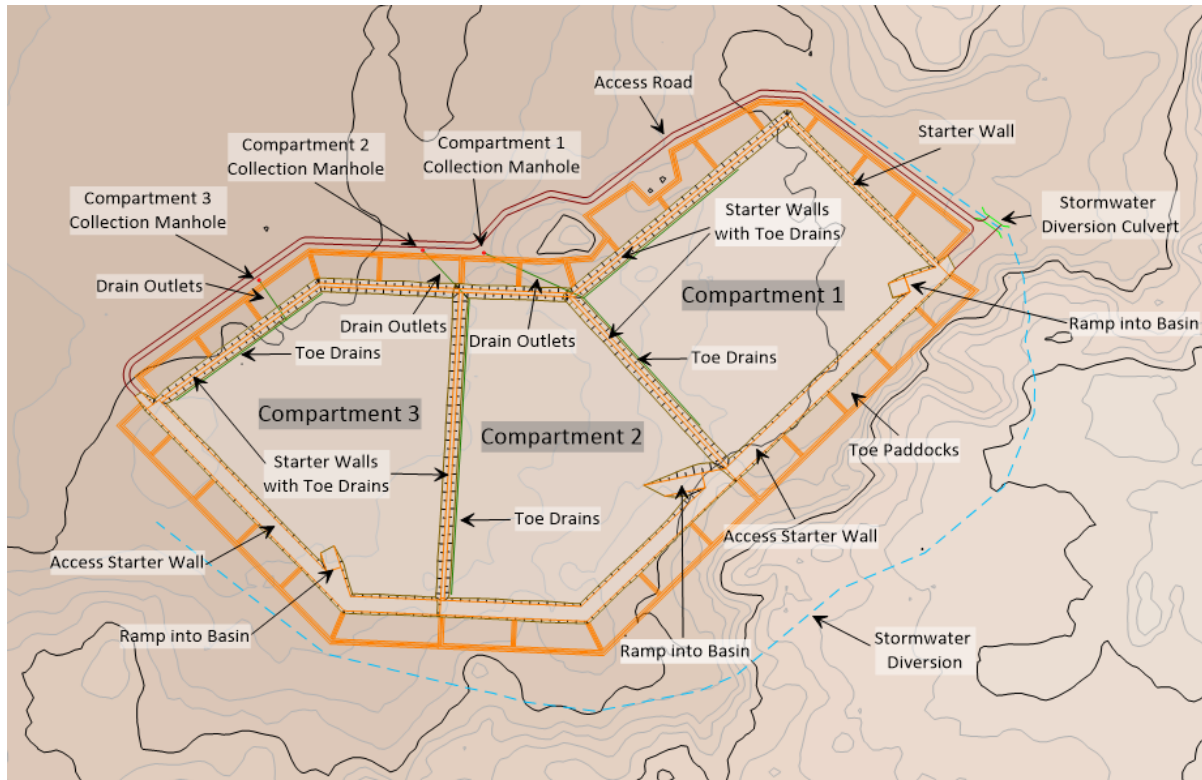 Access Road
Compartment 2
Collection Manhole
Compartment 1
Collection Manhole
Starter Wall
Compartment 3
Collection Manhole
Starter Walls
with Toe Drains
Stormwater
Diversion Culvert
Drain Outlets
Compartment 1
Drain Outlets
Drain Outlets
Ramp into Basin
Toe Drains
Toe Drains
Compartment 3
Compartment 2
Toe Paddocks
Starter Walls
with Toe Drains
Toe Drains
Access Starter Wall
Access Starter Wall
Ramp into Basin
Ramp into Basin
Stormwater
Diversion